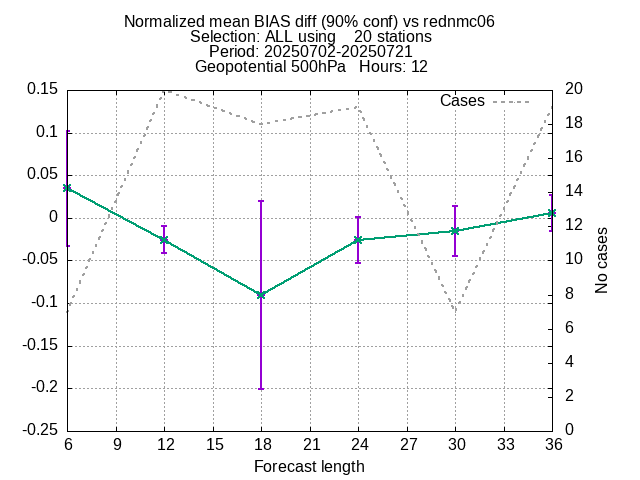 Normalized mean BIAS diff (90% conf) vs rednmc06
Selection: ALL using    20 stations
Period: 20250702-20250721
Geopotential 500hPa   Hours: 12
Cases
0.15
0.1
0.05
0
-0.05
-0.1
-0.15
-0.2
-0.25
20
18
16
14
12
10
8
6
4
2
0
No cases
6 9 12 15 18 21 24 27 30 33 36
Forecast length